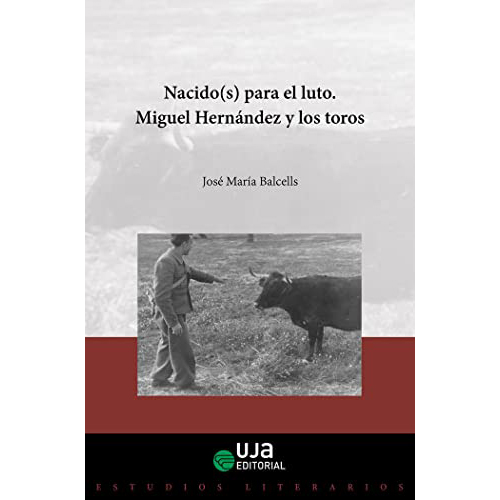 Nacido(s) para el luto.
Miguel Hernández y los toros
José María Balcells
uja
EDITORIAL
ESTUDIOS LITERARIOS